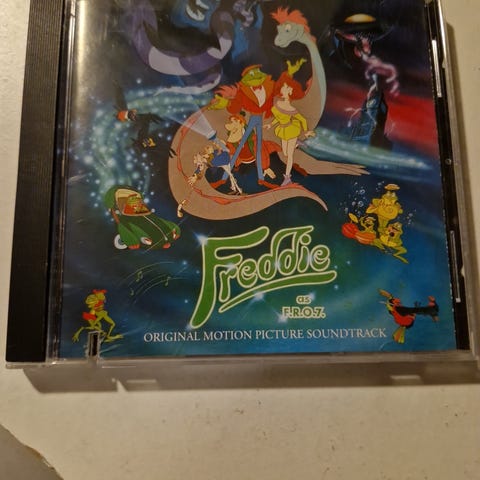 Freddie
as
F.R.O.7.
ORIGINAL MOTION PICTURE SOUNDTRACK